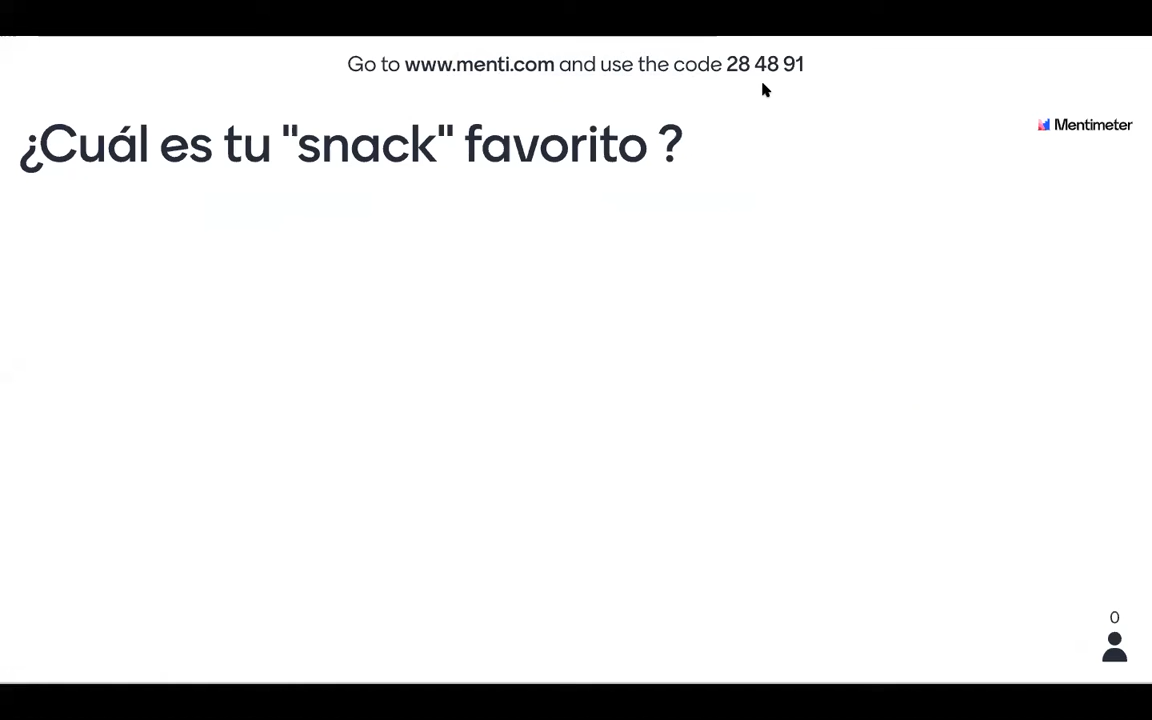 Go to www.menti.com and use the code 28 48 91
¿Cuál es tu "snack" favorito ?
Mentimeter
0